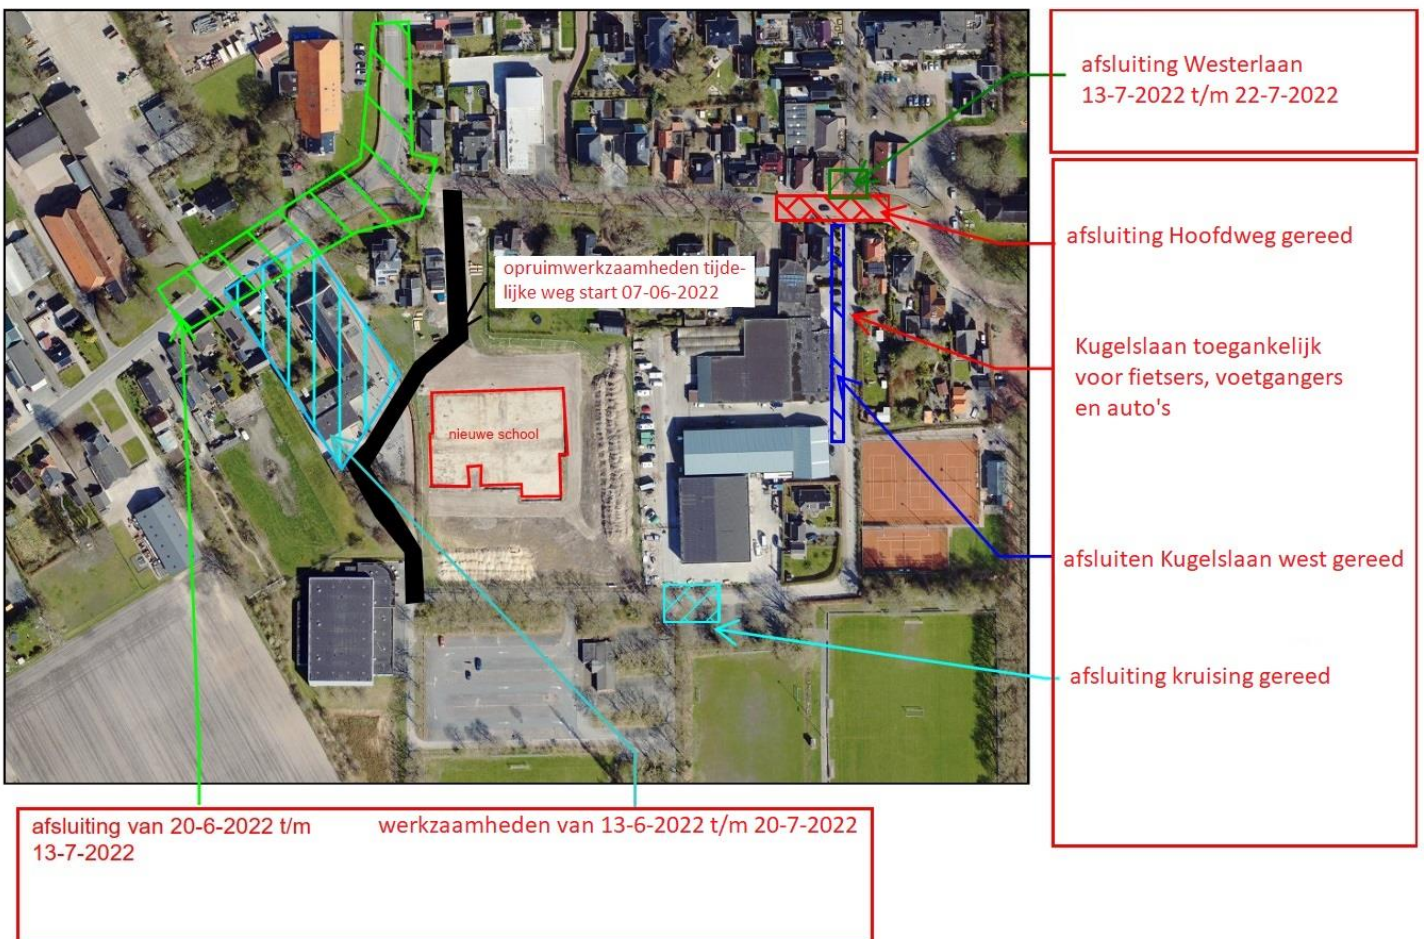 afsluiting Westerlaan
13-7-2022 t/m 22-7-2022
afsluiting Hoofdweg gereed
opruimwerkzaamheden tijde-
lijke weg start 07-06-2022
Kugelslaan toegankelijk
voor fietsers, voetgangers
en auto's
nieuwe school
afsluiten Kugelslaan west gereed
afsluiting kruising gereed
afsluiting van 20-6-2022 t/m
13-7-2022
werkzaamheden van 13-6-2022 t/m 20-7-2022